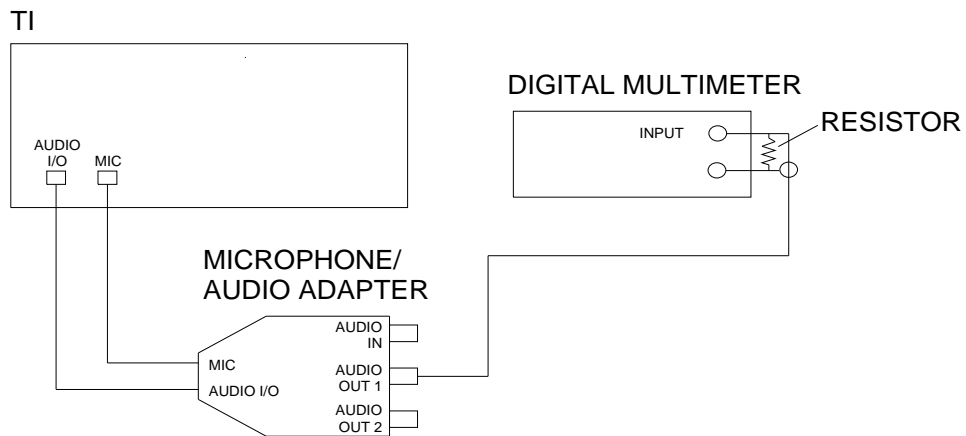 TI
AUDIO
I/O
MIC
DIGITAL MULTIMETER
INPUT
RESISTOR
MICROPHONE/
AUDIO ADAPTER
MIC
AUDIO I/O
AUDIO
IN
AUDIO
OUT 1
AUDIO
OUT 2